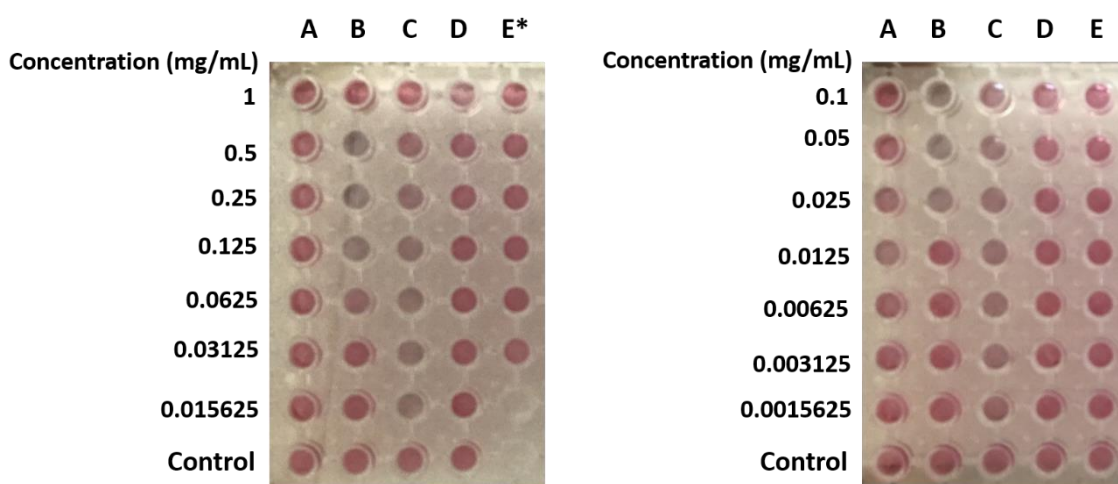 A B C D E*
Concentration (mg/mL)
1
0.5
0.25
0.125
0.0625
0.03125
0.015625
Control
A B C D E
Concentration (mg/mL)
0.1
0.05
0.025
0.0125
0.00625
0.003125
0.0015625
Control